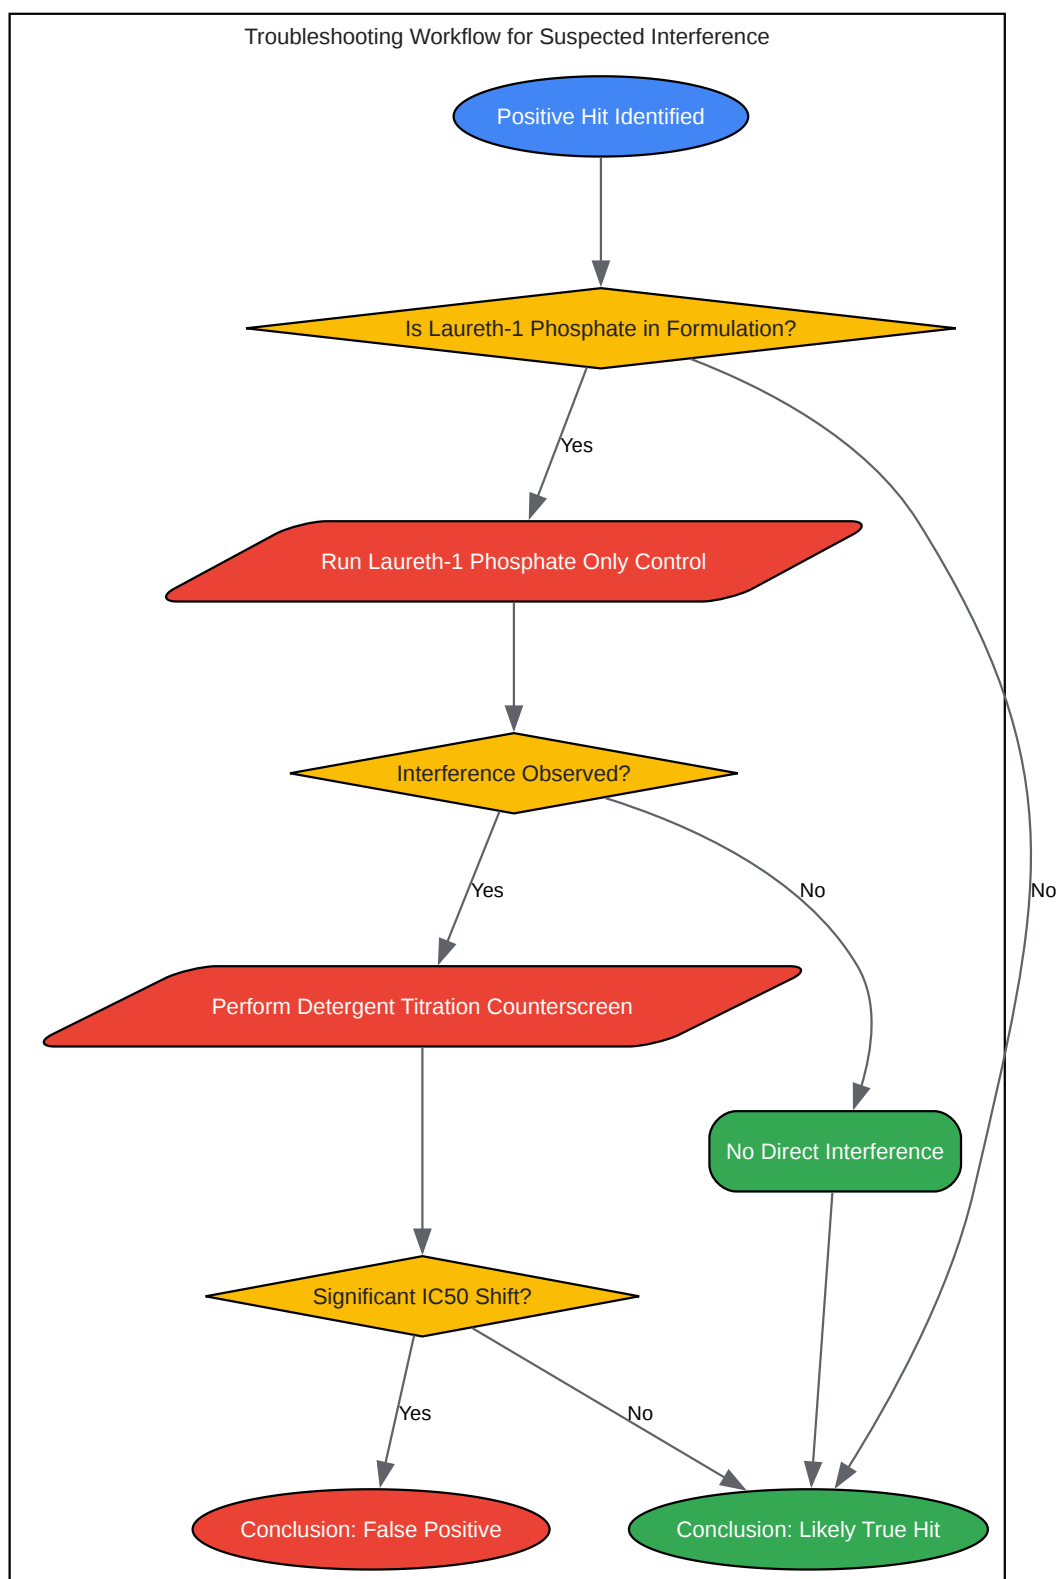 Troubleshooting Workflow for Suspected Interference
Positive Hit Identified
Is Laureth-1 Phosphate in Formulation?
Yes
Run Laureth-1 Phosphate Only Control
Interference Observed?
Yes
No
No
Perform Detergent Titration Counterscreen
No Direct Interference
Significant IC50 Shift?
Yes
No
Conclusion: False Positive
Conclusion: Likely True Hit